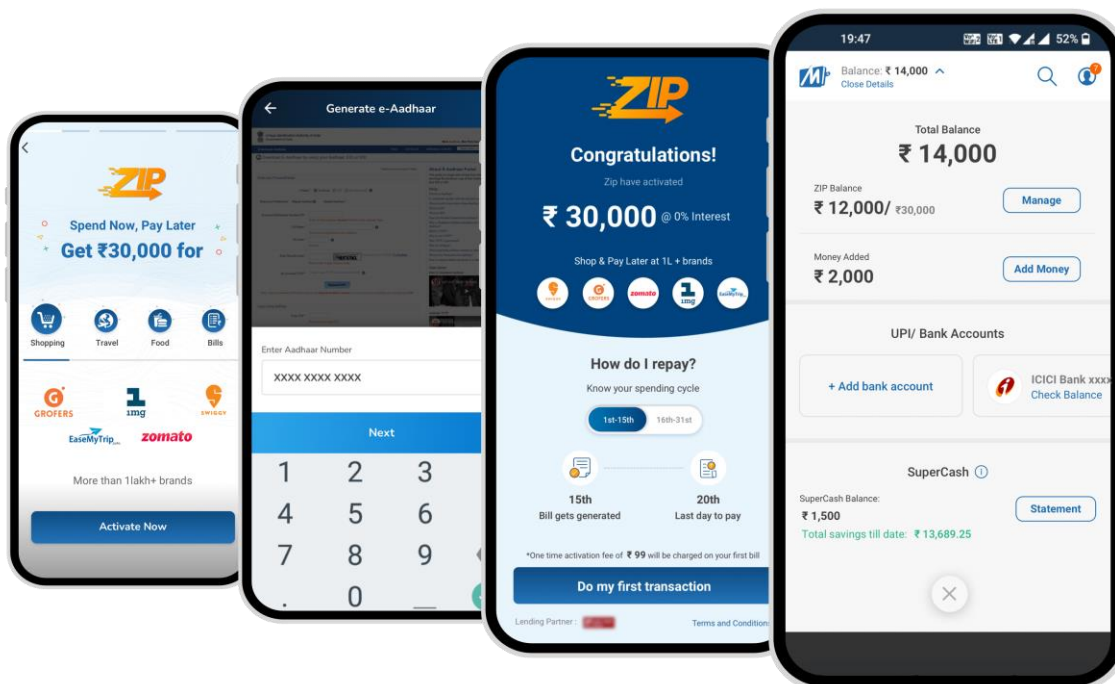 ZIP
Spend Now, Pay Later
Get ₹30,000 for
Shopping
Travel
Food
Bills
GROFERS
1mg
SWIGGY
EaseMyTrip.com
zomato
More than 1lakh+ brands
Activate Now
Generate e-Aadhaar
Enter Aadhaar Number
XXXX XXXX XXXX
Next
1 2 3
4 5 6
7 8 9
. 0 _
ZIP
Congratulations!
Zip have activated
₹ 30,000 @ 0% Interest
Shop & Pay Later at 1L + brands
SWIGGY
GROFERS
zomato
1mg
EaseMyTrip
How do I repay?
Know your spending cycle
1st-15th 16th-31st
15th
Bill gets generated
20th
Last day to pay
*One time activation fee of ₹ 99 will be charged on your first bill
Do my first transaction
Lending Partner :
Terms and Condition
19:47
52%
Balance: ₹ 14,000
Close Details
7
Total Balance
₹ 14,000
ZIP Balance
₹ 12,000/ ₹30,000
Manage
Money Added
₹ 2,000
Add Money
UPI/ Bank Accounts
+ Add bank account
ICICI Bank xxxx
Check Balance
SuperCash
SuperCash Balance:
₹ 1,500
Statement
Total savings till date: ₹ 13,689.25